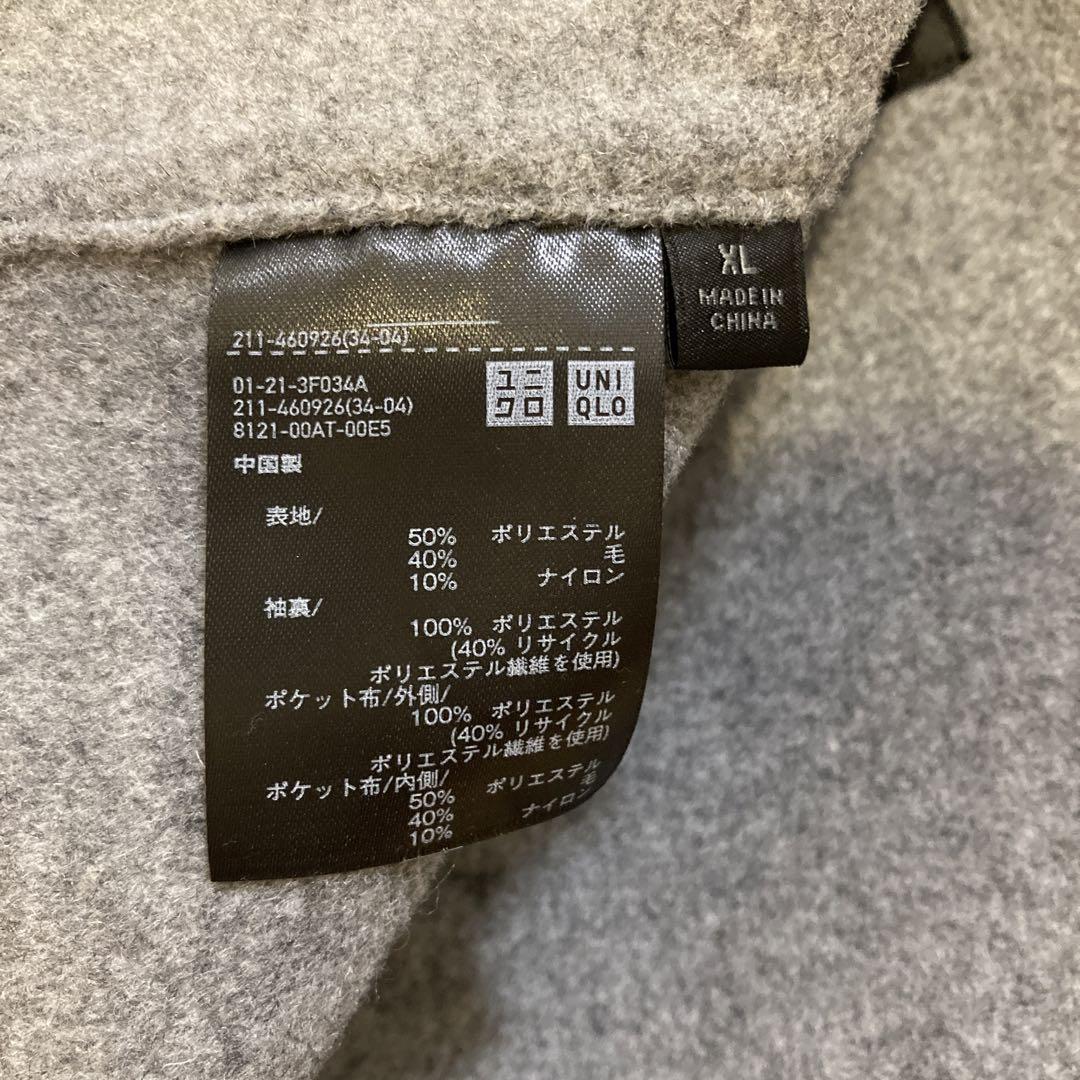 XL
MADE IN
CHINA
211-460926(34-04)
01-21-3F034A
211-460926(34-04)
8121-00AT-00E5
ユニクロ
UNIQLO
中国製
表地/
50% ポリエステル
40% 毛
10% ナイロン
袖裏/
100% ポリエステル
(40% リサイクル
ポリエステル繊維を使用)
ポケット布/外側/
100% ポリエステル
(40% リサイクル
ポリエステル繊維を使用)
ポケット布/内側/
50% ポリエステル
40% 毛
10% ナイロン